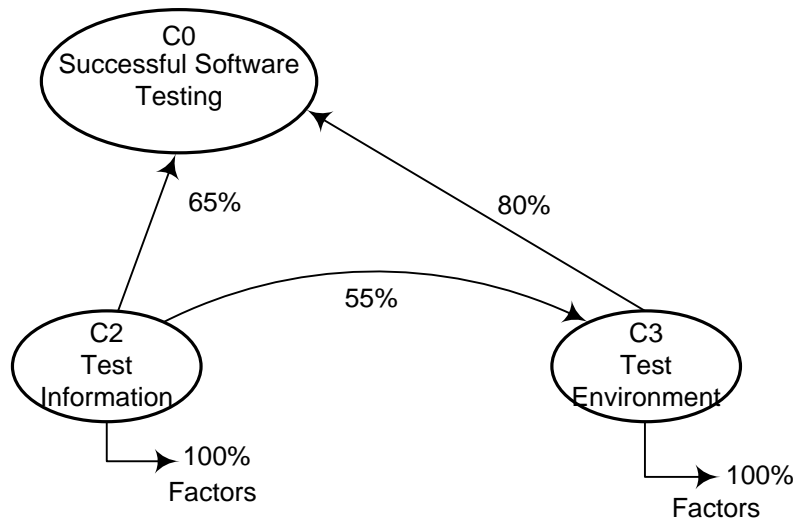 C0
Successful Software
Testing
65%
80%
55%
C2
Test
Information
C3
Test
Environment
100%
Factors
100%
Factors